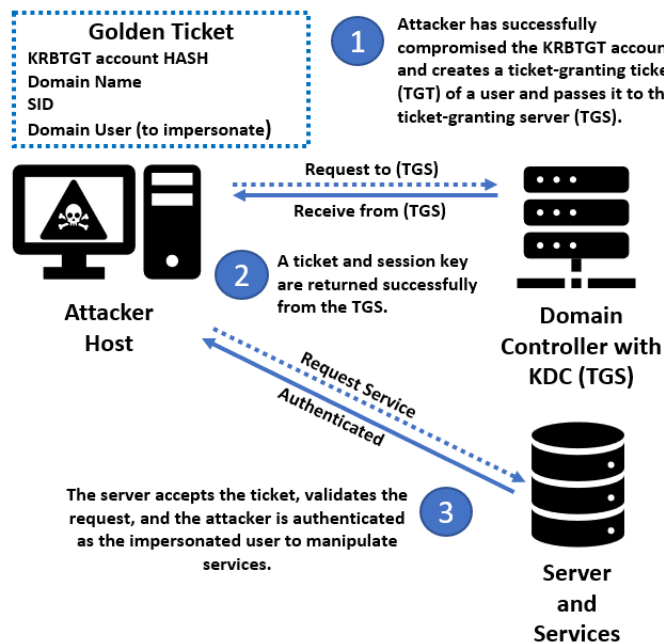 Golden Ticket
KRBTGT account HASH
Domain Name
SID
Domain User (to impersonate)
1
Attacker has successfully
compromised the KRBTGT accoun
and creates a ticket-granting ticke
(TGT) of a user and passes it to th
ticket-granting server (TGS).
Request to (TGS)
Receive from (TGS)
2
A ticket and session key
are returned successfully
from the TGS.
Attacker
Host
Domain
Controller with
KDC (TGS)
Request Service
Authenticated
The server accepts the ticket, validates the
request, and the attacker is authenticated
as the impersonated user to manipulate
services.
3
Server
and
Services